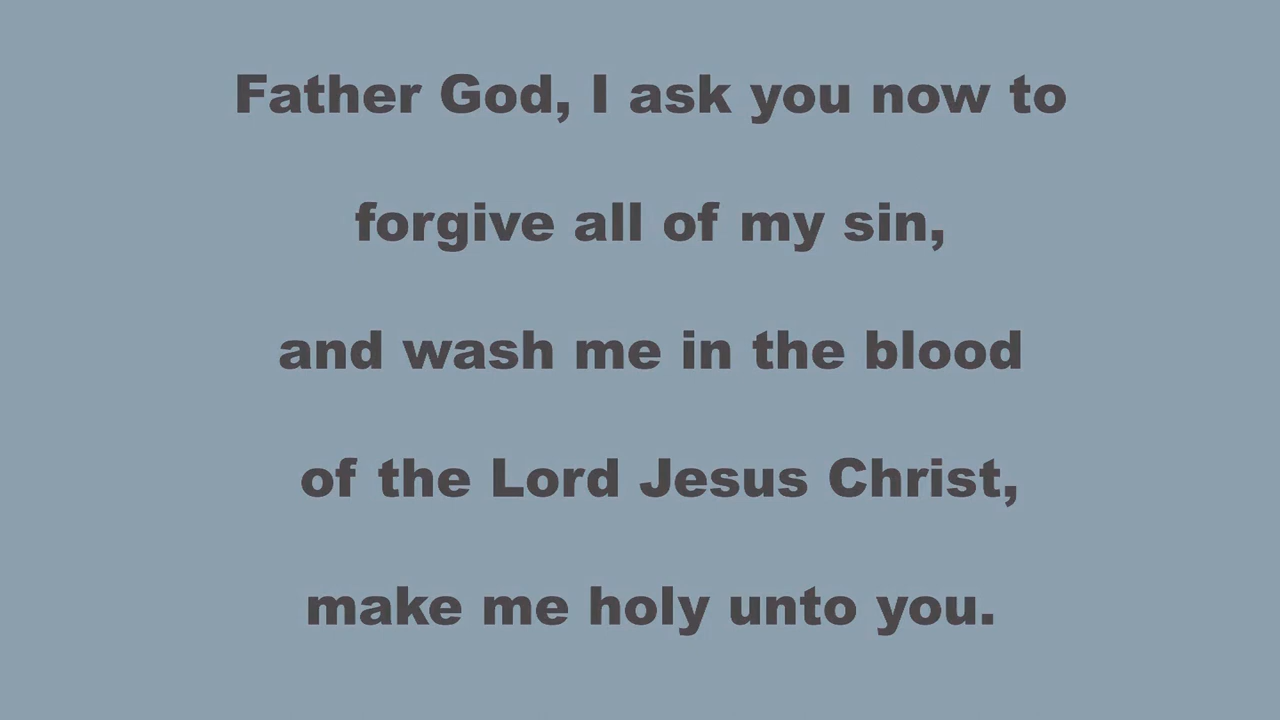 Father God, I ask you now to
forgive all of my sin,
and wash me in the blood
of the Lord Jesus Christ,
make me holy unto you.